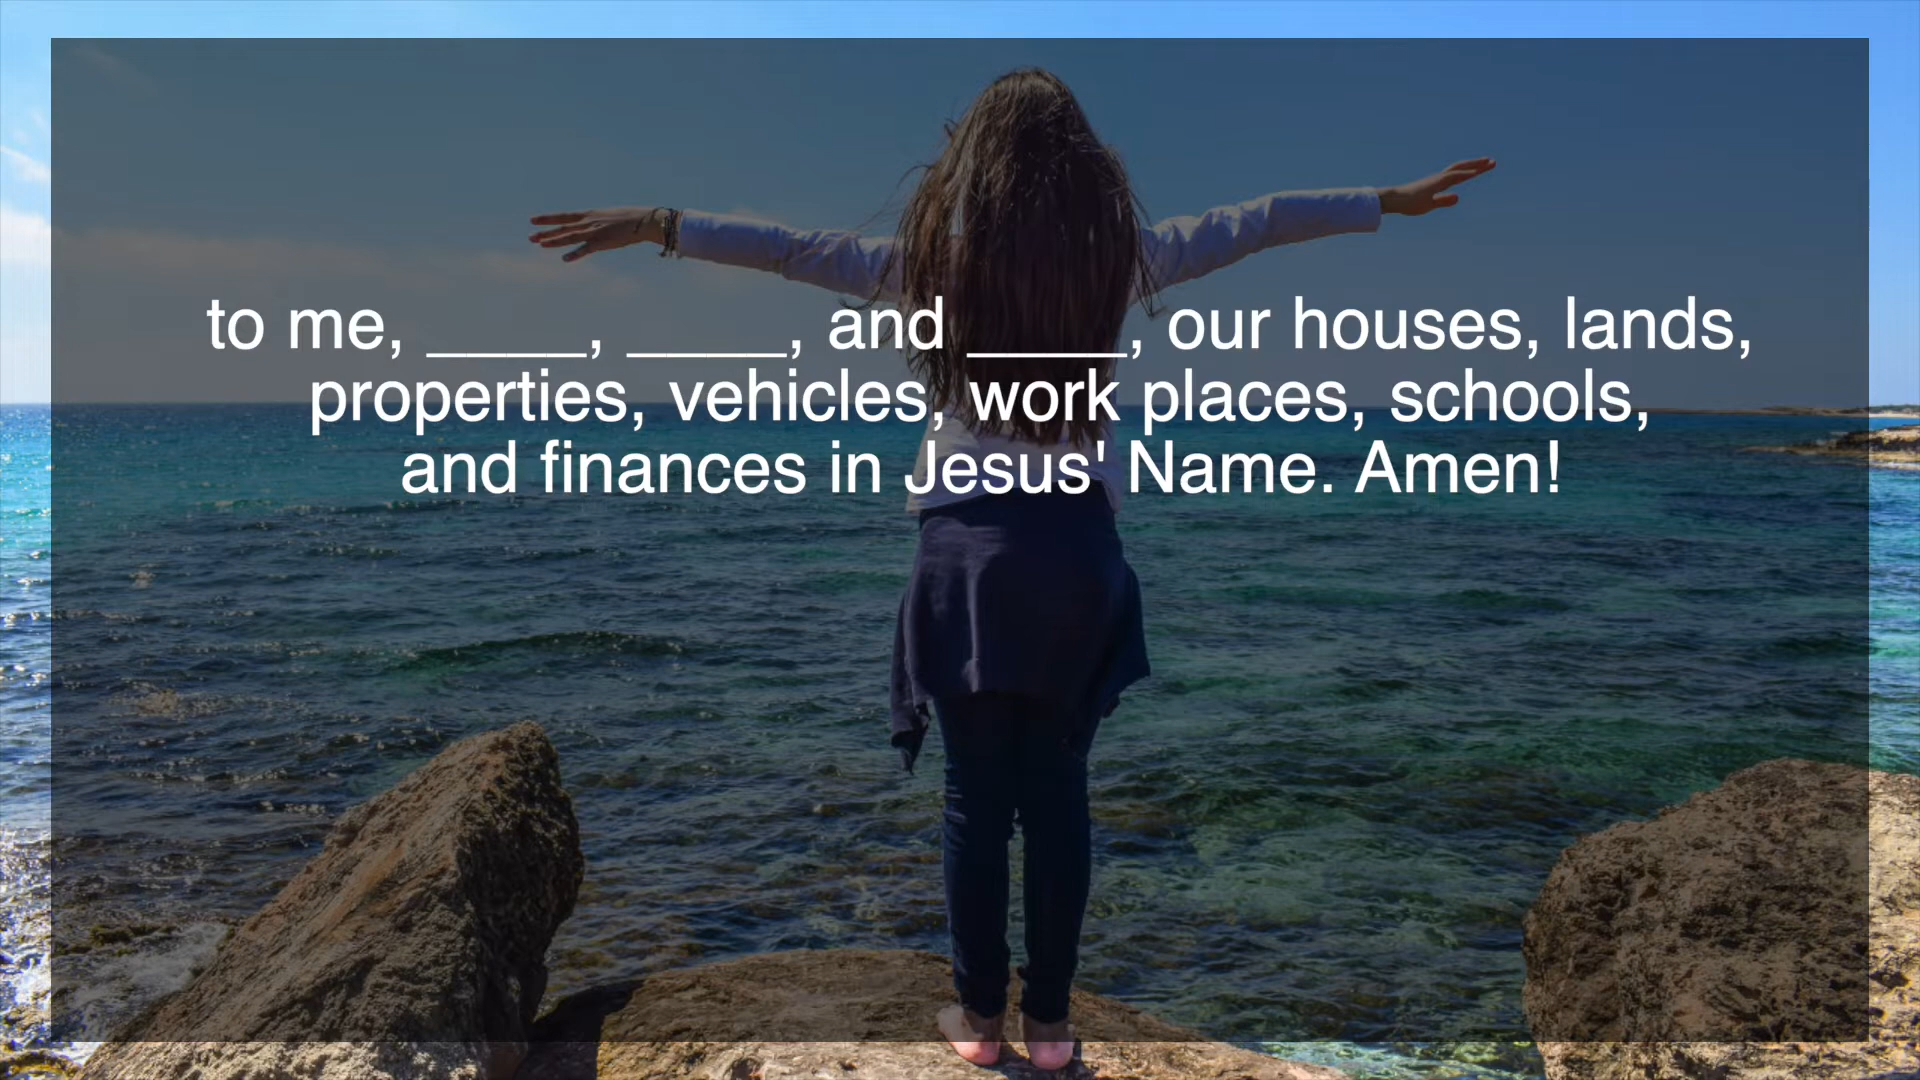 to me, ____, ____, and ____, our houses, lands,
properties, vehicles, work places, schools,
and finances in Jesus' Name. Amen!